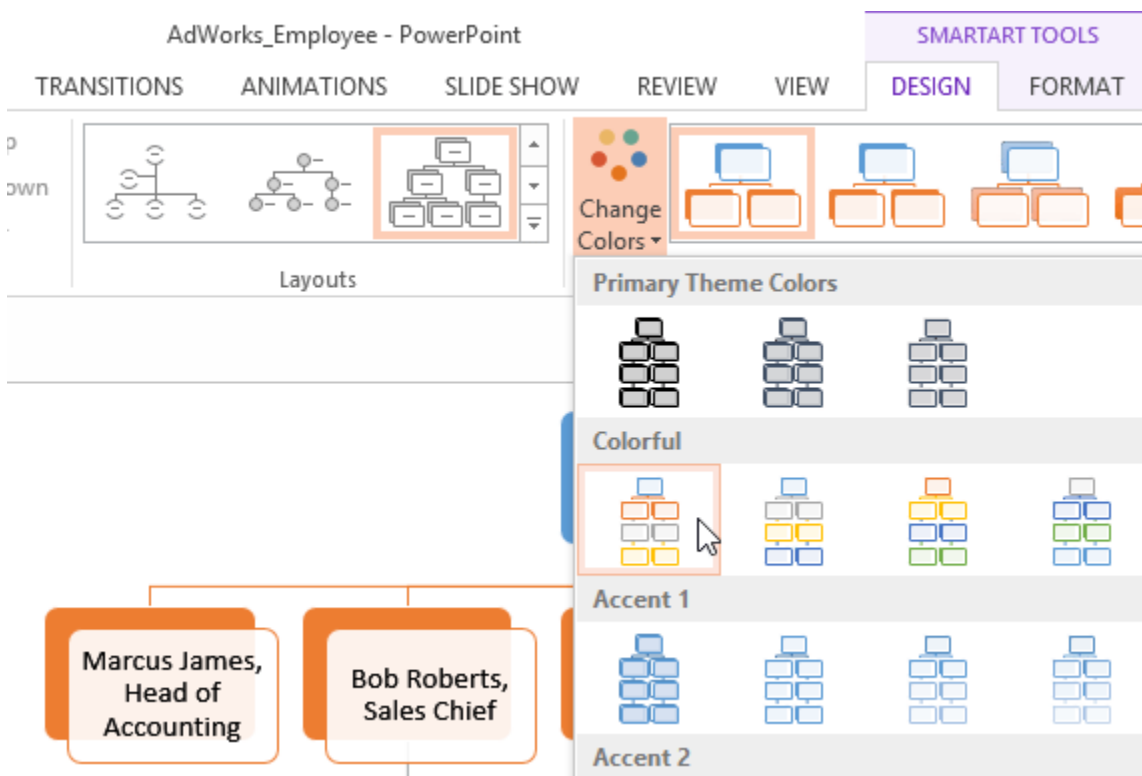 AdWorks_Employee - PowerPoint
SMARTART TOOLS
TRANSITIONS ANIMATIONS SLIDE SHOW REVIEW VIEW DESIGN FORMAT
own
Change
Colors
Layouts
Primary Theme Colors
Colorful
Accent 1
Marcus James,
Head of
Accounting
Bob Roberts,
Sales Chief
Accent 2